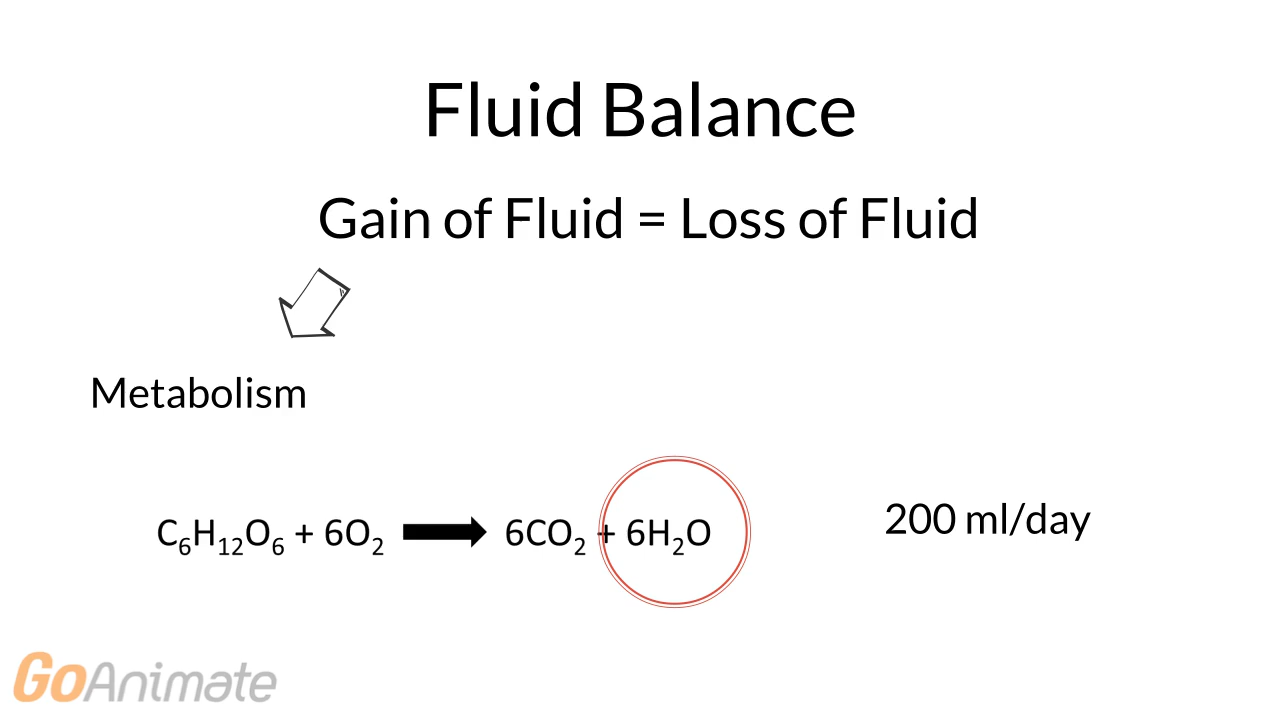 Fluid Balance
Gain of Fluid = Loss of Fluid
Metabolism
C₆H₁₂O₆ + 6O₂ ➡ 6CO₂ + 6H₂O
200 ml/day
GoAnimate